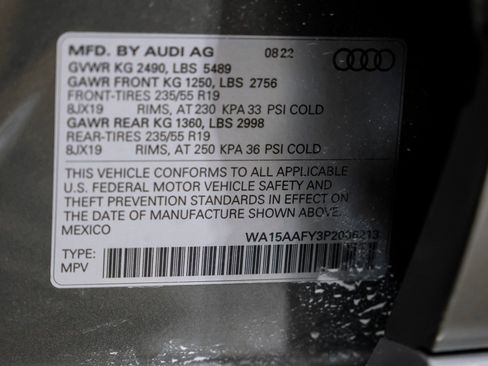 MFD. BY AUDI AG 0822
GVWR KG 2490, LBS 5489
GAWR FRONT KG 1250, LBS 2756
FRONT-TIRES 235/55 R19
8JX19 RIMS, AT 230 KPA 33 PSI COLD
GAWR REAR KG 1360, LBS 2998
REAR-TIRES 235/55 R19
8JX19 RIMS, AT 250 KPA 36 PSI COLD
THIS VEHICLE CONFORMS TO ALL APPLICABLE
U.S. FEDERAL MOTOR VEHICLE SAFETY AND
THEFT PREVENTION STANDARDS IN EFFECT ON
THE DATE OF MANUFACTURE SHOWN ABOVE.
MEXICO WA15AAFY3P2036213
TYPE:
MPV